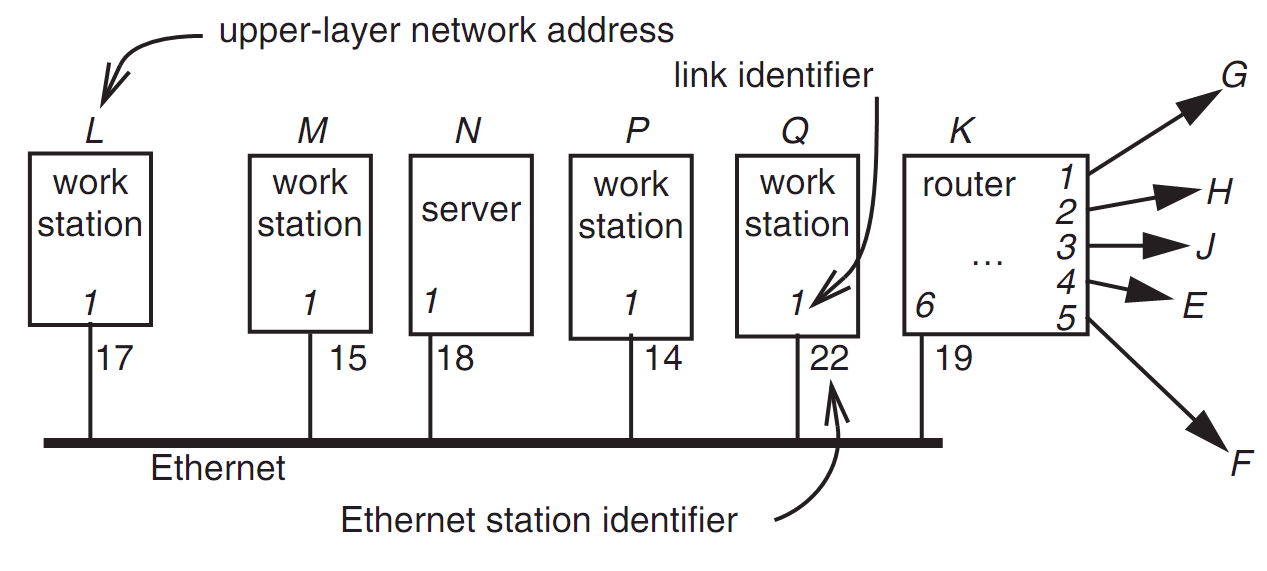 upper-layer network address
link identifier
G
L
M
N
P
Q
K
work
station
1
work
station
1
server
1
work
station
1
work
station
1
router
...
6
1
2
3
4
5
H
J
E
F
17
15
18
14
22
19
Ethernet
Ethernet station identifier